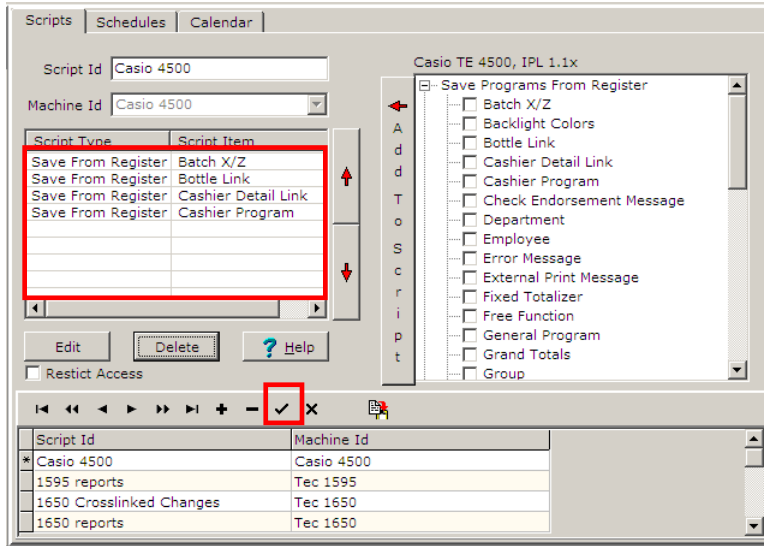 Scripts Schedules Calendar
Script Id Casio 4500
Machine Id Casio 4500
Script Type Script Item
Save From Register Batch X/Z
Save From Register Bottle Link
Save From Register Cashier Detail Link
Save From Register Cashier Program
Edit Delete ? Help
Restict Access
Casio TE 4500, IPL 1.1x
Add To Script
Save Programs From Register
Batch X/Z
Backlight Colors
Bottle Link
Cashier Detail Link
Cashier Program
Check Endorsement Message
Department
Employee
Error Message
External Print Message
Fixed Totalizer
Free Function
General Program
Grand Totals
Group
Script Id Machine Id
* Casio 4500 Casio 4500
1595 reports Tec 1595
1650 Crosslinked Changes Tec 1650
1650 reports Tec 1650